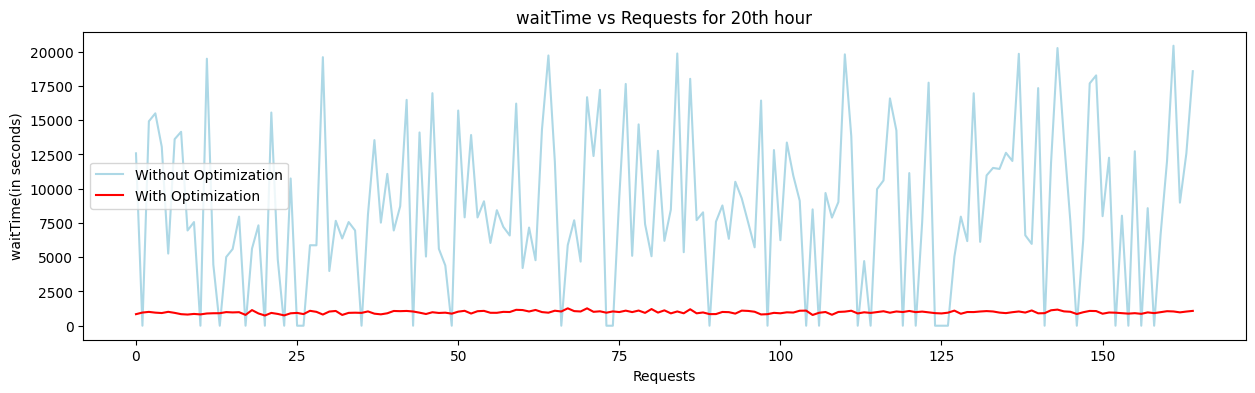 waitTime vs Requests for 20th hour
waitTime(in seconds)
20000
17500
15000
12500
10000
7500
5000
2500
0
Without Optimization
With Optimization
0 25 50 75 100 125 150
Requests